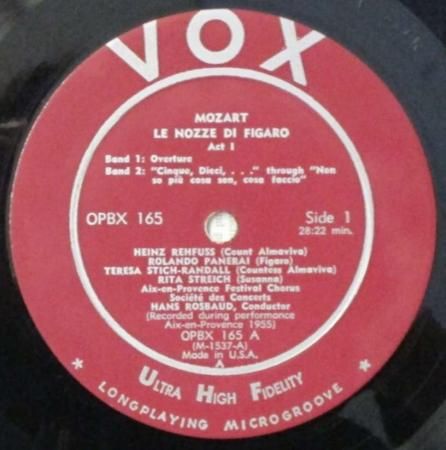 VOX
MOZART
LE NOZZE DI FIGARO
Act I
Band 1: Overture
Band 2: "Cinque, Dieci, . . ." through "Non
so più cosa son, cosa faccio"
OPBX 165
Side 1
28:22 min.
HEINZ REHFUSS (Count Almaviva)
ROLANDO PANERAI (Figaro)
TERESA STICH-RANDALL (Countess Almaviva)
RITA STREICH (Susanna)
Aix-en-Provence Festival Chorus
Société des Concerts
HANS ROSBAUD, Conductor
(Recorded during performance
Aix-en-Provence 1955)
OPBX 165 A
(M-1537-A)
Made in U.S.A.
A
ULTRA HIGH FIDELITY
* LONGPLAYING MICROGROOVE *